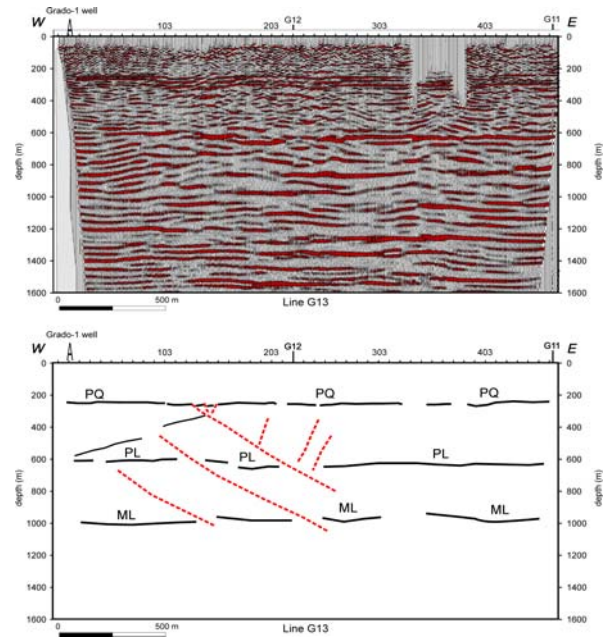 Grado-1 well
W 103 203 G12 303 403 G11 E
0 0
200 200
400 400
600 600
800 800
1000 1000
1200 1200
1400 1400
1600 1600
depth (m) depth (m)
0 500 m
Line G13
Grado-1 well
W 103 203 G12 303 403 G11 E
0 0
200 200
PQ PQ PQ
400 400
PL PL PL
600 600
800 800
ML ML ML
1000 1000
1200 1200
1400 1400
1600 1600
depth (m) depth (m)
0 500 m
Line G13